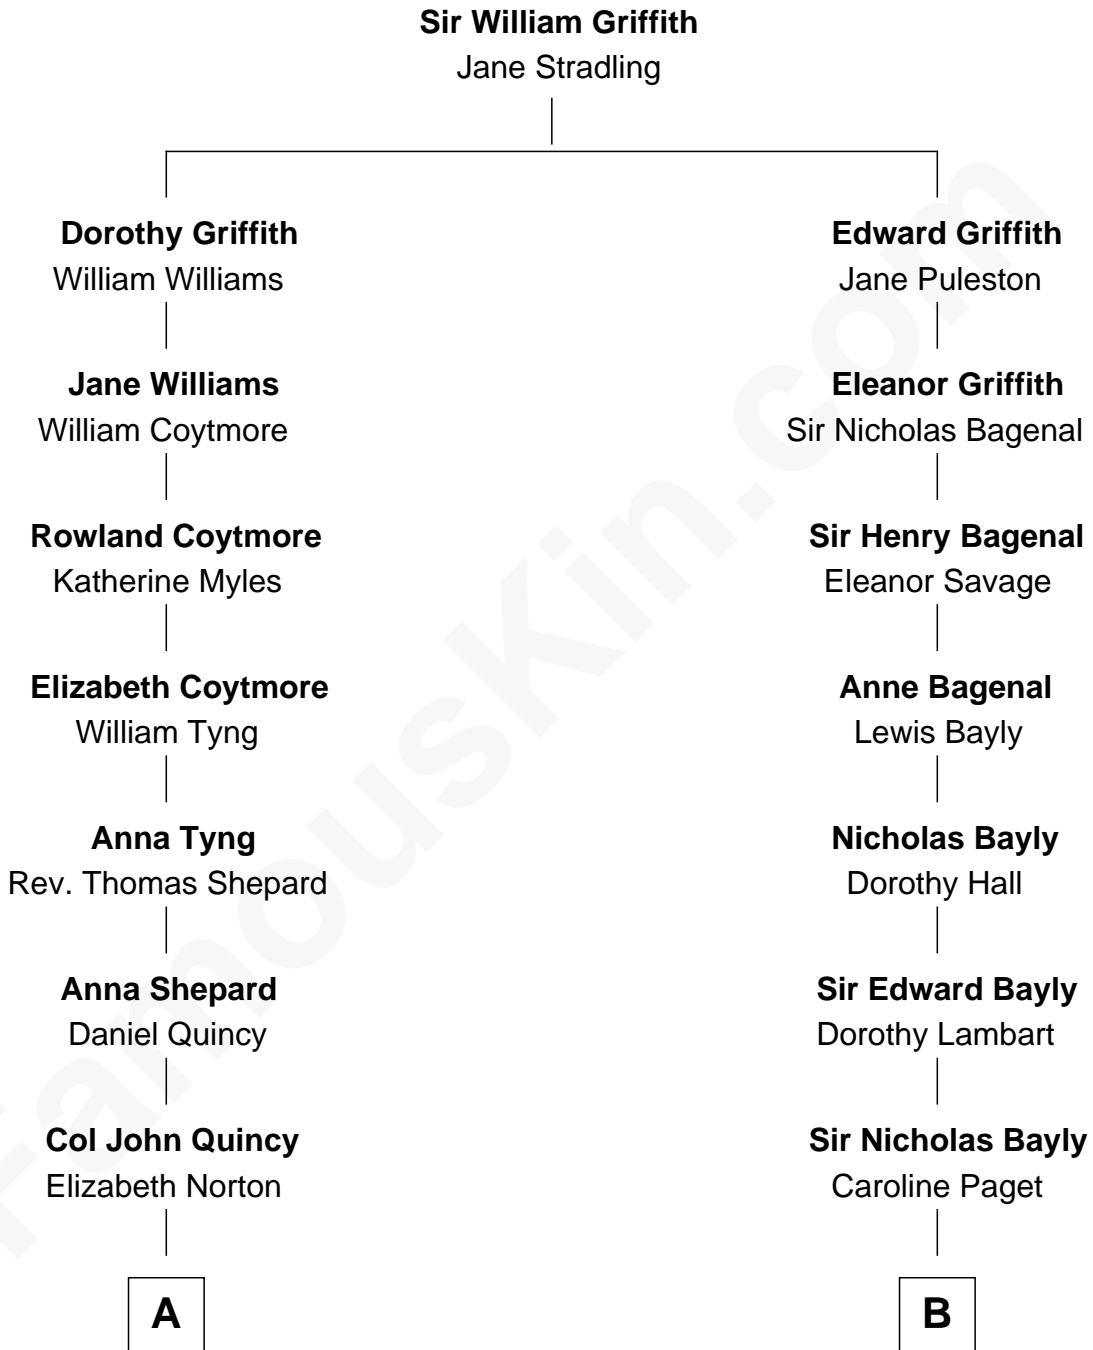 Sir William Griffith
Jane Stradling
Dorothy Griffith
William Williams
Edward Griffith
Jane Puleston
Jane Williams
William Coytmore
Eleanor Griffith
Sir Nicholas Bagenal
Rowland Coytmore
Katherine Myles
Sir Henry Bagenal
Eleanor Savage
Elizabeth Coytmore
William Tyng
Anne Bagenal
Lewis Bayly
Anna Tyng
Rev. Thomas Shepard
Nicholas Bayly
Dorothy Hall
Anna Shepard
Daniel Quincy
Sir Edward Bayly
Dorothy Lambart
Col John Quincy
Elizabeth Norton
Sir Nicholas Bayly
Caroline Paget
A
B
FamousKin.com